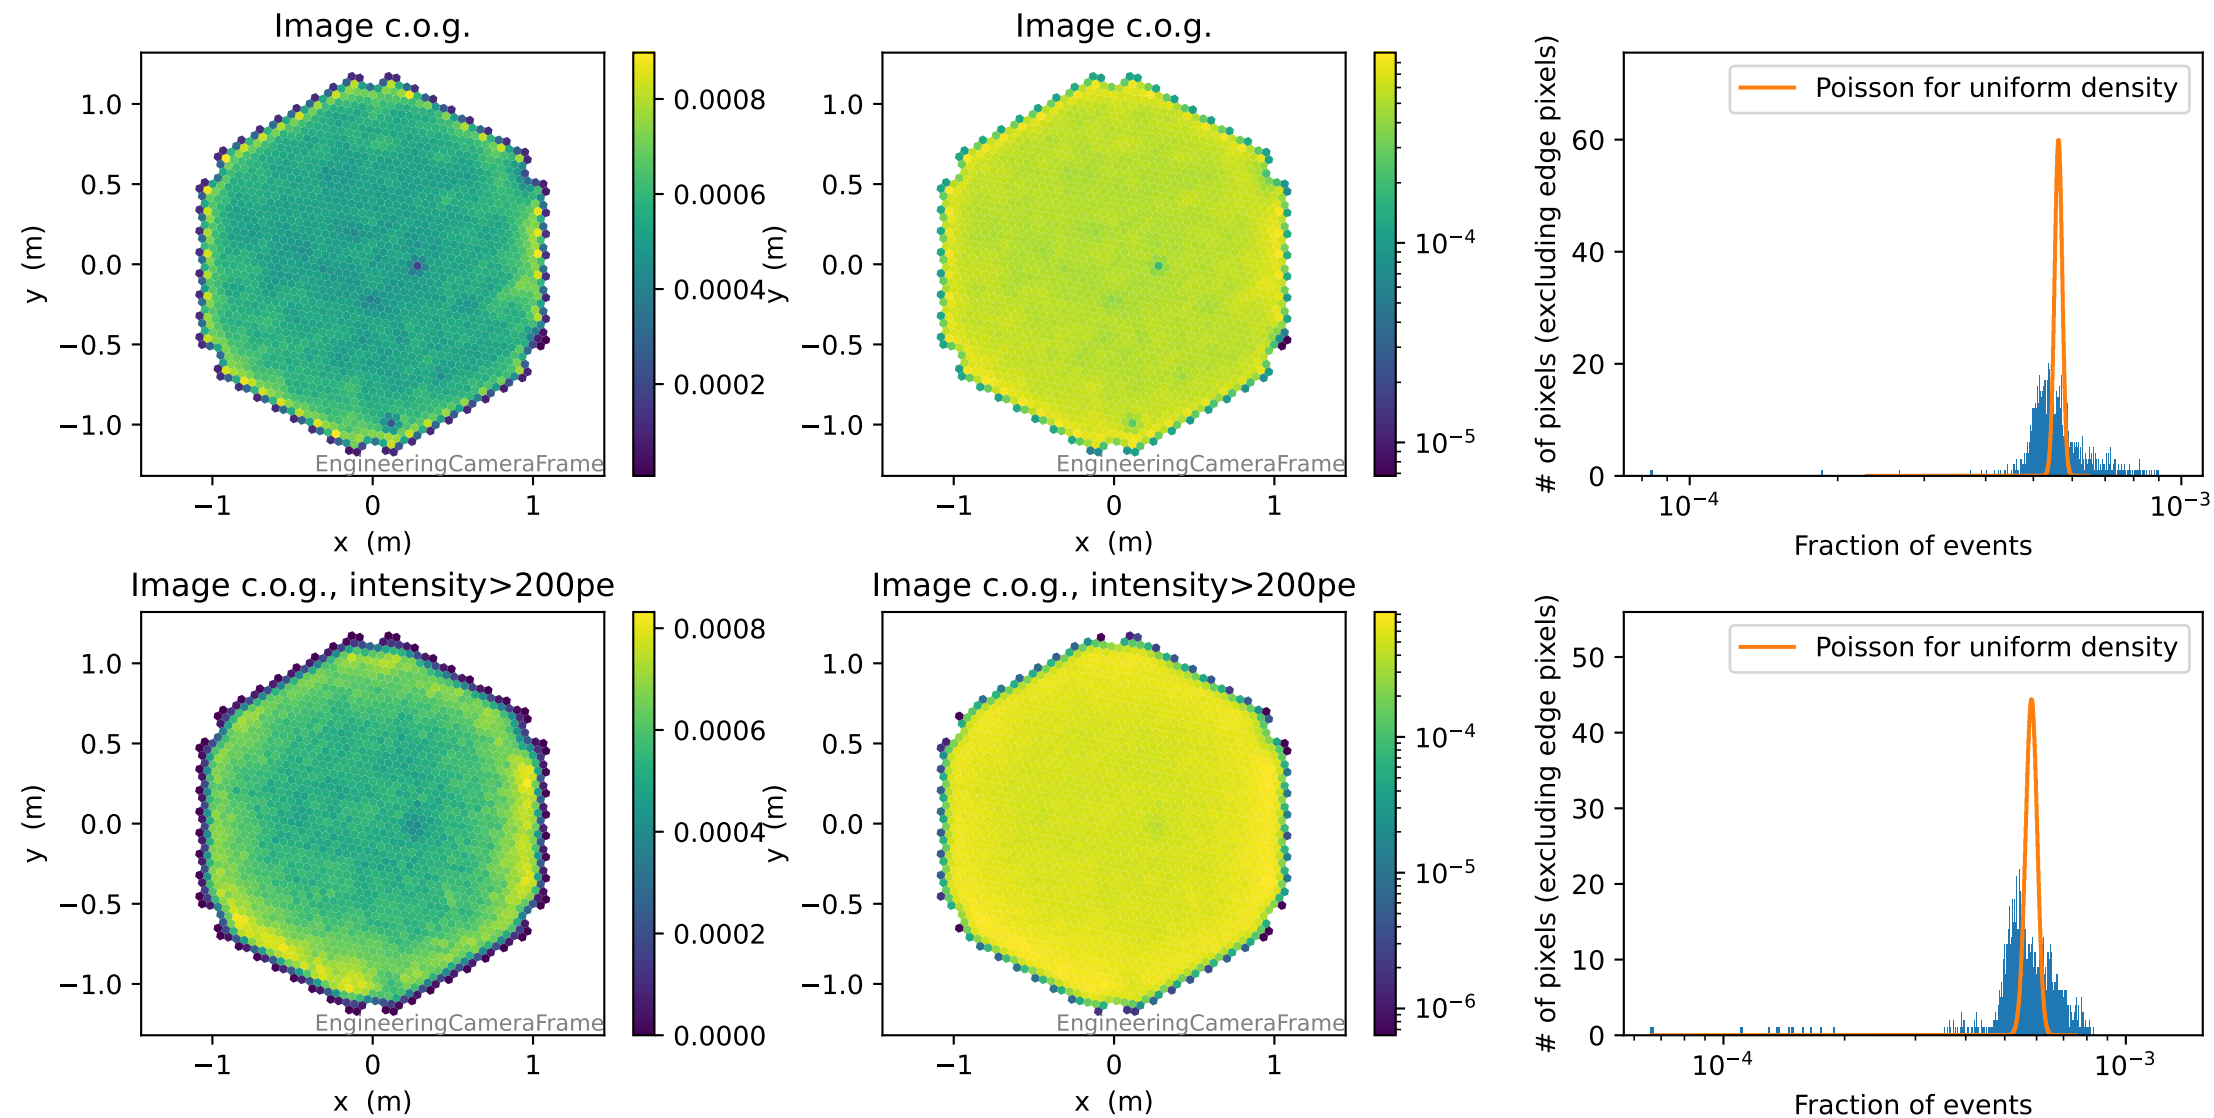 Image c.o.g.
1.0
0.5
0.0
−0.5
−1.0
y (m)
−1 0 1
x (m)
EngineeringCameraFrame
0.0008
0.0006
0.0004
0.0002
Image c.o.g.
1.0
0.5
0.0
−0.5
−1.0
y (m)
−1 0 1
x (m)
EngineeringCameraFrame
10⁻⁴
10⁻⁵
# of pixels (excluding edge pixels)
60
40
20
0
Poisson for uniform density
10⁻⁴ 10⁻³
Fraction of events
Image c.o.g., intensity>200pe
1.0
0.5
0.0
−0.5
−1.0
y (m)
−1 0 1
x (m)
EngineeringCameraFrame
0.0008
0.0006
0.0004
0.0002
0.0000
Image c.o.g., intensity>200pe
1.0
0.5
0.0
−0.5
−1.0
y (m)
−1 0 1
x (m)
EngineeringCameraFrame
10⁻⁴
10⁻⁵
10⁻⁶
# of pixels (excluding edge pixels)
50
40
30
20
10
0
Poisson for uniform density
10⁻⁴ 10⁻³
Fraction of events